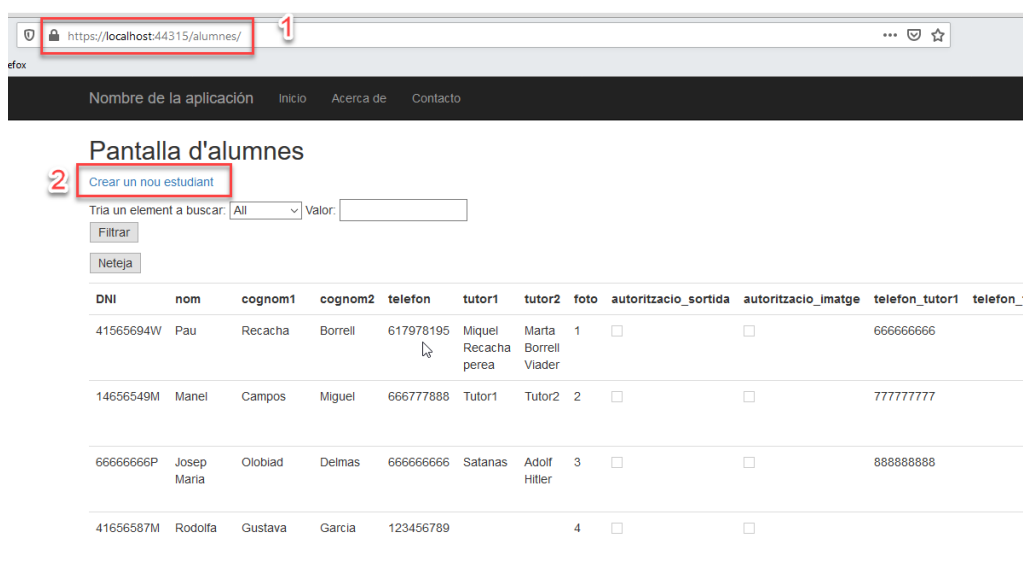 https://localhost:44315/alumnes/
1
efox
Nombre de la aplicación Inicio Acerca de Contacto
Pantalla d'alumnes
2 Crear un nou estudiant
Tria un element a buscar: All Valor:
Filtrar
Neteja
DNI nom cognom1 cognom2 telefon tutor1 tutor2 foto autoritzacio_sortida autoritzacio_imatge telefon_tutor1 telefon_
41565694W Pau Recacha Borrell 617978195 Miquel Marta 1 666666666
Recacha Borrell
perea Viader
14656549M Manel Campos Miguel 666777888 Tutor1 Tutor2 2 777777777
66666666P Josep Olobiad Delmas 666666666 Satanas Adolf 3 888888888
Maria Hitler
41656587M Rodolfa Gustava Garcia 123456789 4